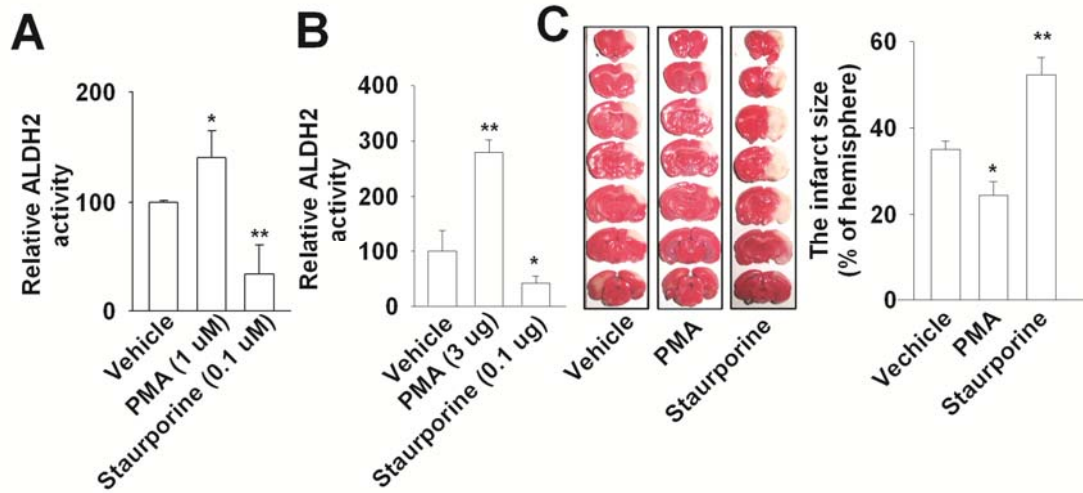 A
Relative ALDH2
activity
200
100
0
Vehicle
PMA (1 uM)
Staurporine (0.1 uM)
*
**
B
Relative ALDH2
activity
400
300
200
100
0
Vehicle
PMA (3 ug)
Staurporine (0.1 ug)
**
*
C
Vehicle
PMA
Staurporine
The infarct size
(% of hemisphere)
60
40
20
0
Vechicle
PMA
Staurporine
*
**